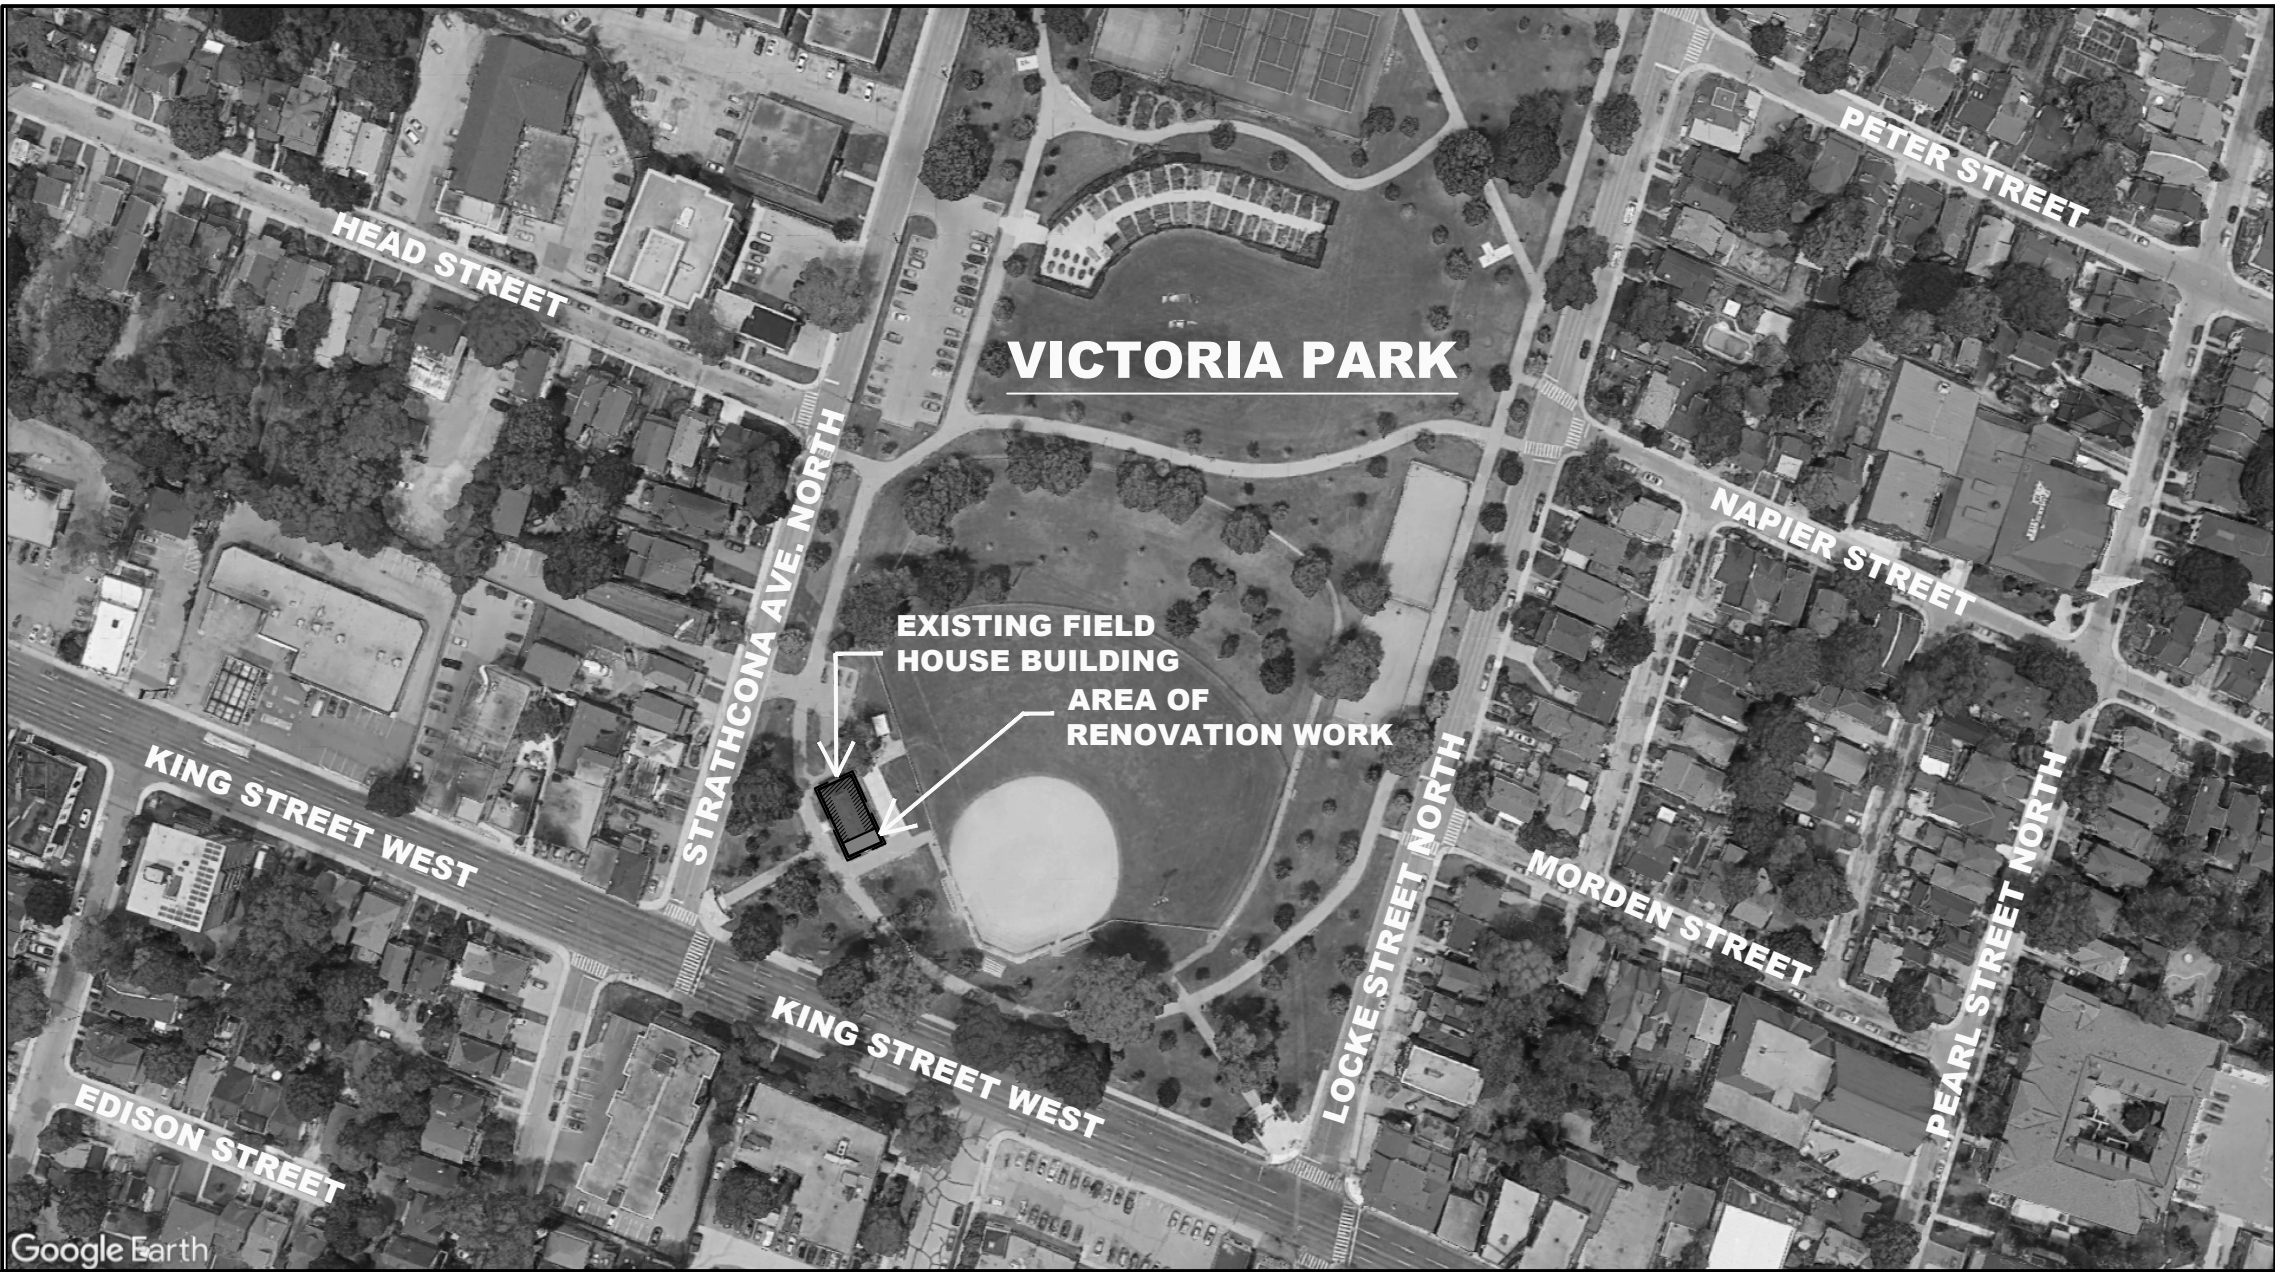 PETER STREET
HEAD STREET
VICTORIA PARK
STRATHCONA AVE. NORTH
NAPIER STREET
EXISTING FIELD
HOUSE BUILDING
AREA OF
RENOVATION WORK
KING STREET WEST
LOCKE STREET NORTH
MORDEN STREET
PEARL STREET NORTH
KING STREET WEST
EDISON STREET
Google Earth